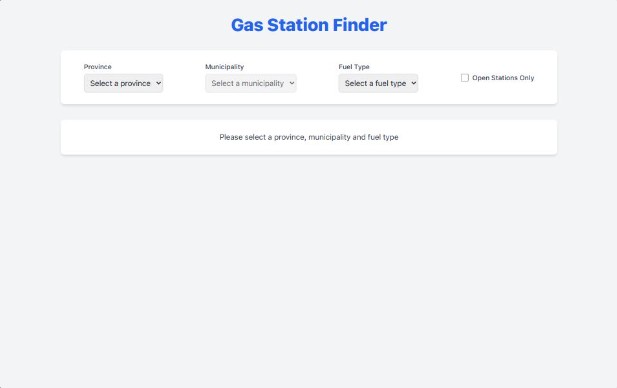 Gas Station Finder
Province
Municipality
Fuel Type
Select a province
Select a municipality
Select a fuel type
Open Stations Only
Please select a province, municipality and fuel type